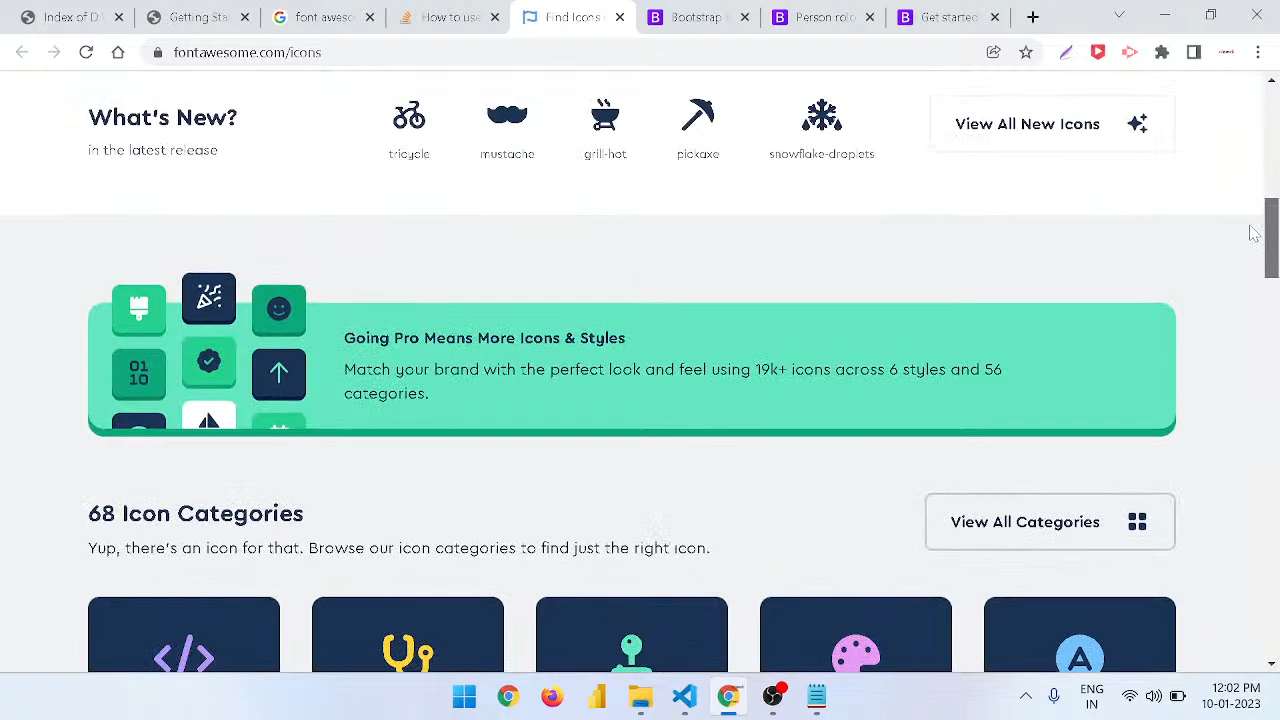 Index of
Getting Sta
font aweso
How to use
Find Icons
Bootstrap
Person ro
Get starte
fontawesome.com/icons
What's New?
in the latest release
tricycle
mustache
grill-hot
pickaxe
snowflake-droplets
View All New Icons
01
10
Going Pro Means More Icons & Styles
Match your brand with the perfect look and feel using 19k+ icons across 6 styles and 56
categories.
68 Icon Categories
Yup, there's an icon for that. Browse our icon categories to find just the right icon.
View All Categories
A
ENG
IN
12:02 PM
10-01-2023